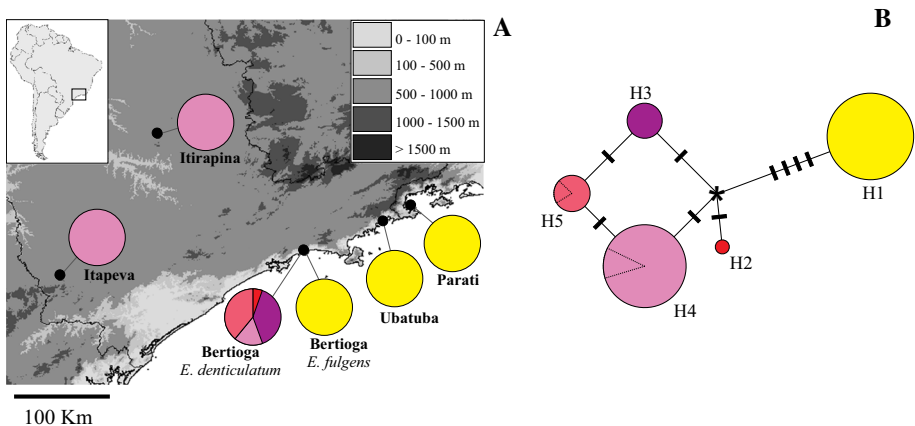 A
0 - 100 m
100 - 500 m
500 - 1000 m
1000 - 1500 m
> 1500 m
Itirapina
Itapeva
Parati
Ubatuba
Bertioga
E. denticulatum
Bertioga
E. fulgens
100 Km
B
H3
H1
H5
H2
H4
*